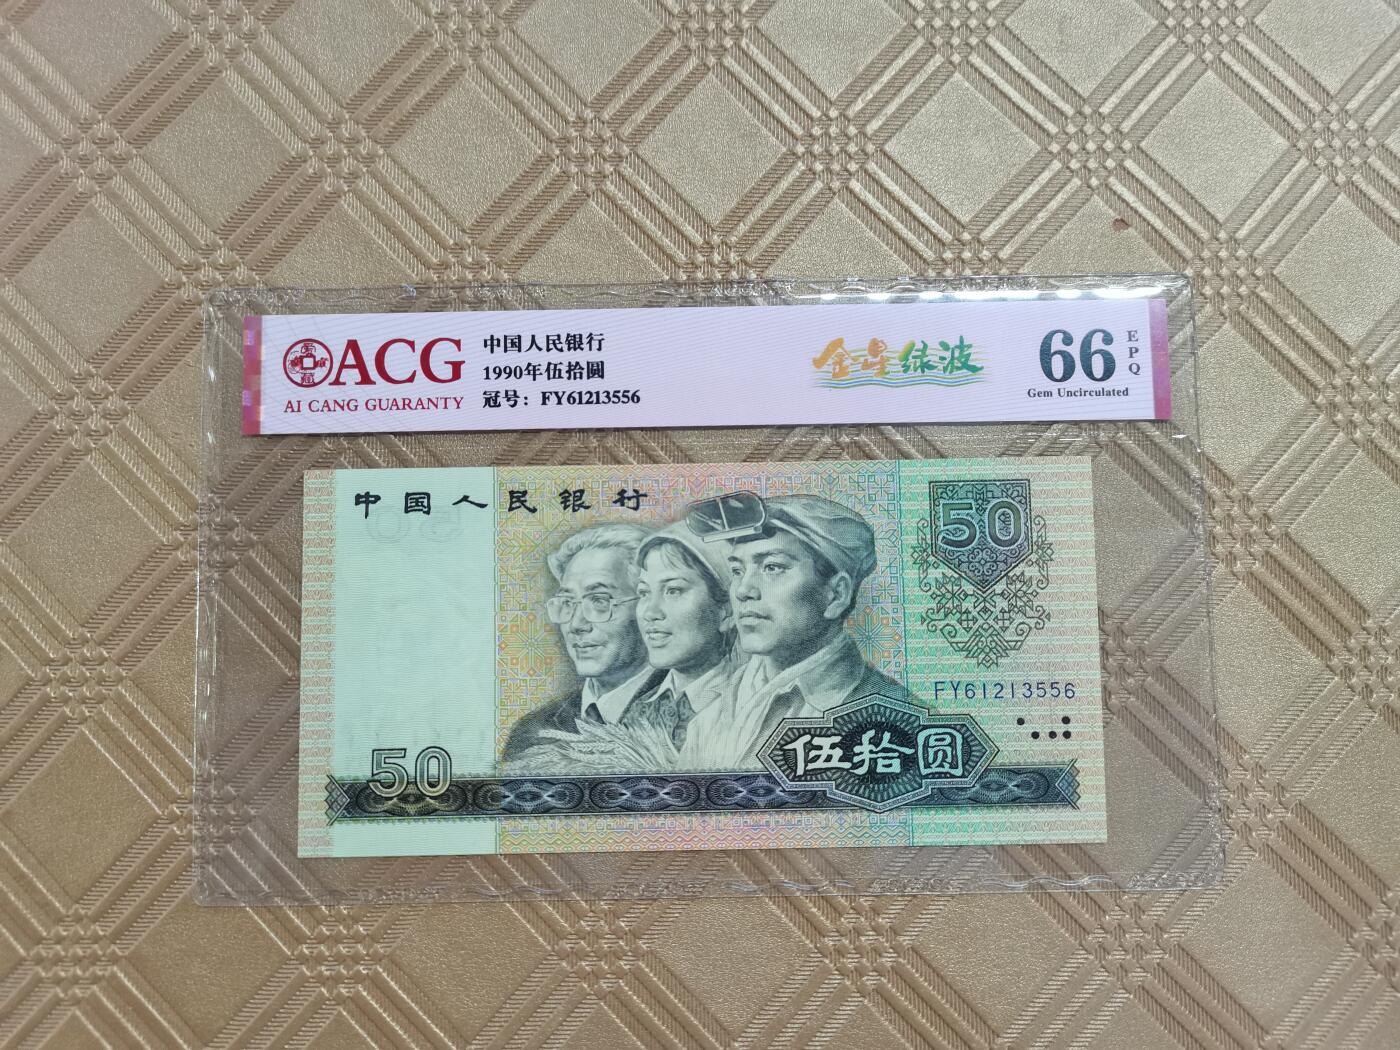 ACG
AI CANG GUARANTY
中国人民银行
1990年伍拾圆
冠号：FY61213556
金星绿波
66
EPQ
Gem Uncirculated
中国人民银行
50
FY61213556
伍拾圆
50